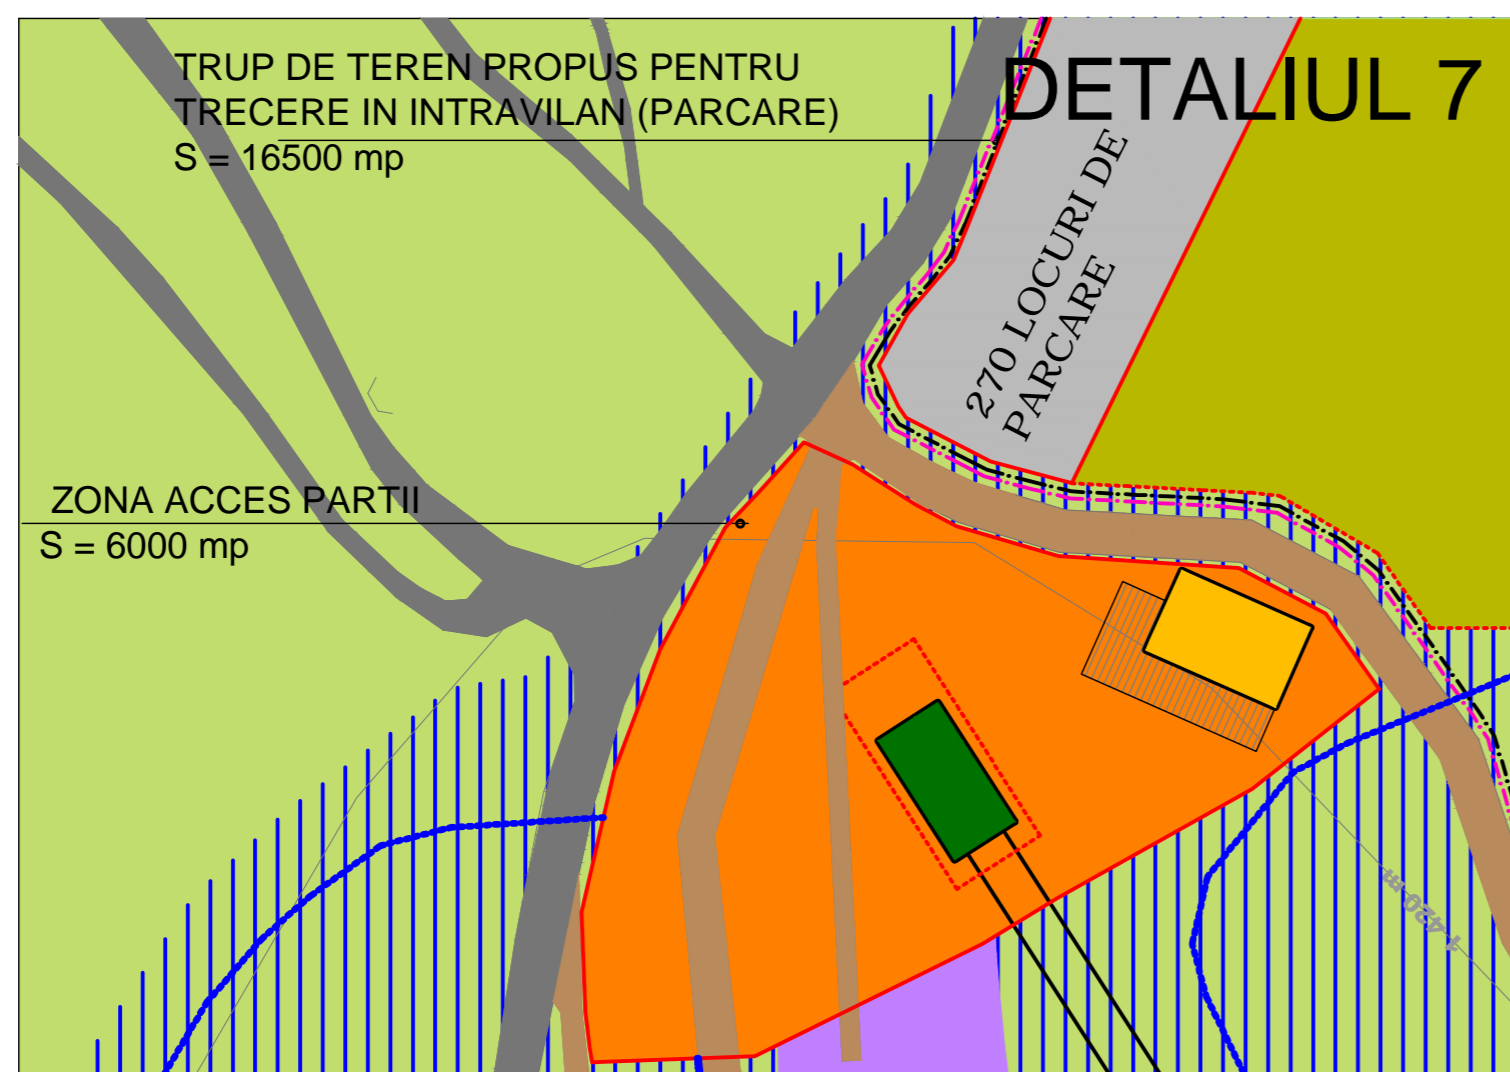 TRUP DE TEREN PROPUS PENTRU
TRECERE IN INTRAVILAN (PARCARE)
S = 16500 mp
DETALIUL 7
270 LOCURI DE
PARCARE
ZONA ACCES PARTII
S = 6000 mp